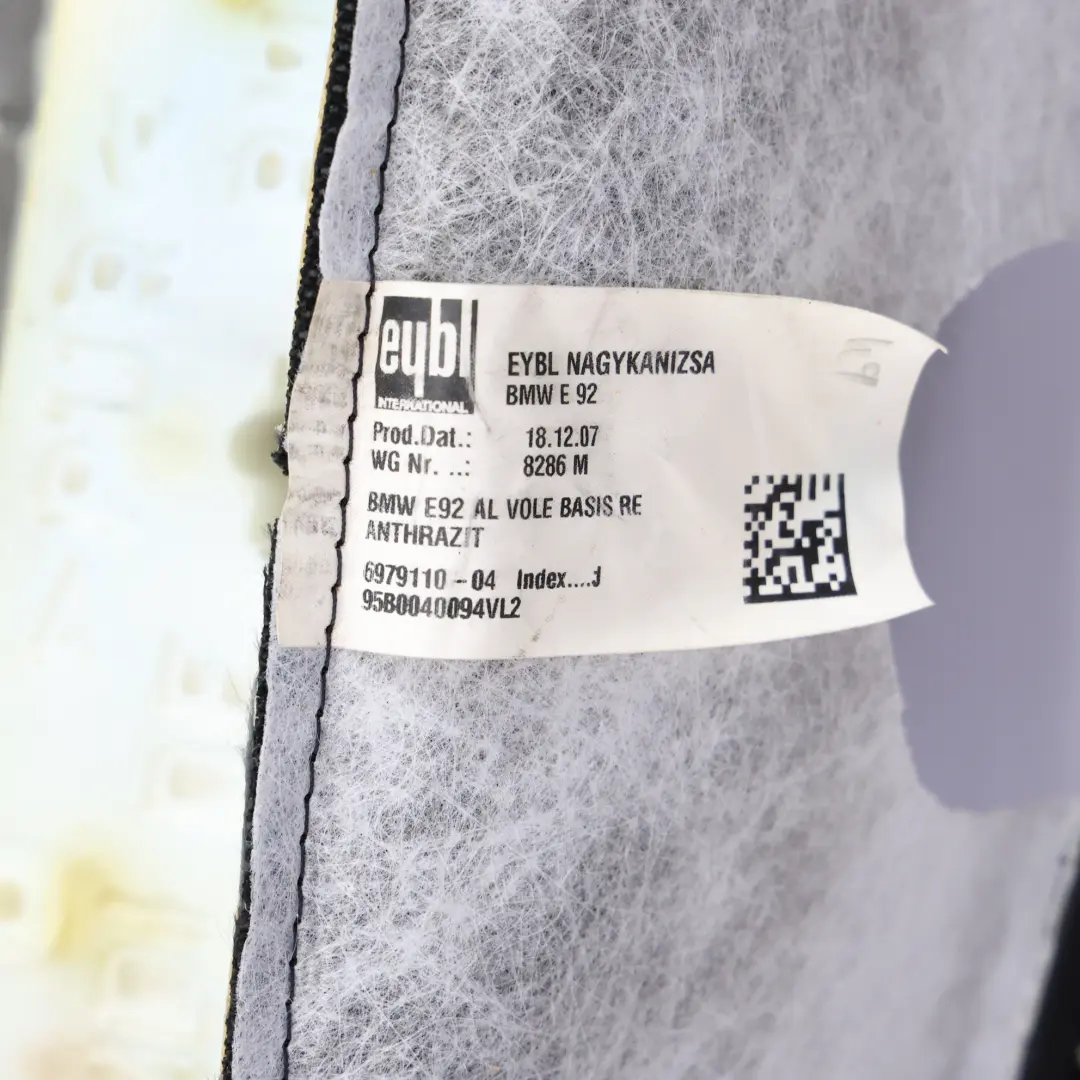 eybl
INTERNATIONAL
EYBL NAGYKANIZSA
BMW E 92
Prod.Dat.: 18.12.07
WG Nr. ..: 8286 M
BMW E92 AL VOLE BASIS RE
ANTHRAZIT
6979110 - 04 Index....J
95B0040094VL2